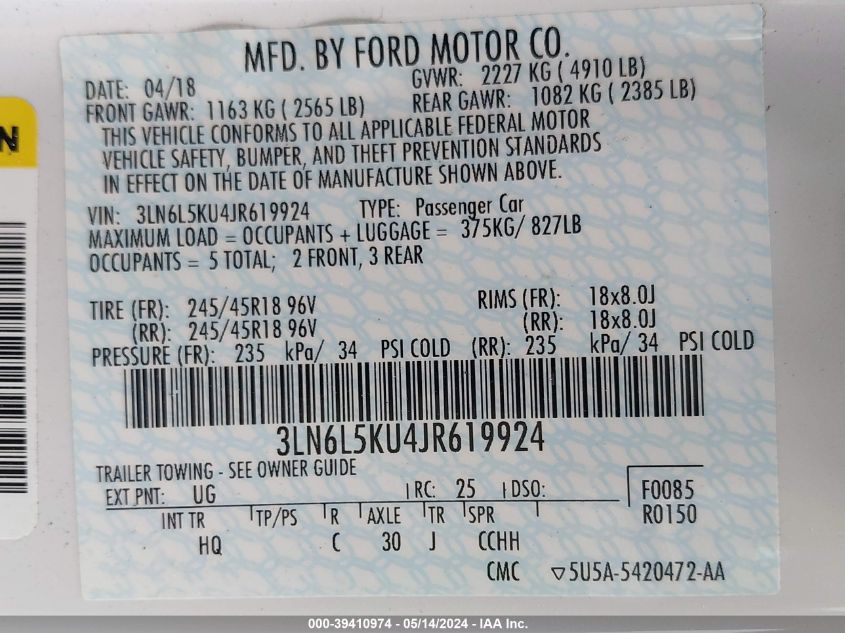 MFD. BY FORD MOTOR CO.
DATE: 04/18 GVWR: 2227 KG ( 4910 LB)
FRONT GAWR: 1163 KG ( 2565 LB) REAR GAWR: 1082 KG ( 2385 LB)
THIS VEHICLE CONFORMS TO ALL APPLICABLE FEDERAL MOTOR
VEHICLE SAFETY, BUMPER, AND THEFT PREVENTION STANDARDS
IN EFFECT ON THE DATE OF MANUFACTURE SHOWN ABOVE.
VIN: 3LN6L5KU4JR619924 TYPE: Passenger Car
MAXIMUM LOAD = OCCUPANTS + LUGGAGE = 375KG/ 827LB
OCCUPANTS = 5 TOTAL; 2 FRONT, 3 REAR
TIRE (FR): 245/45R18 96V RIMS (FR): 18x8.0J
(RR): 245/45R18 96V (RR): 18x8.0J
PRESSURE (FR): 235 kPa/ 34 PSI COLD (RR): 235 kPa/ 34 PSI COLD
3LN6L5KU4JR619924
TRAILER TOWING - SEE OWNER GUIDE
EXT PNT: UG RC: 25 DSO: F0085
INT TR TP/PS R AXLE TR SPR R0150
HQ C 30 J CCHH
CMC ▽5U5A-5420472-AA
N
000-39410974 - 05/14/2024 - IAA Inc.